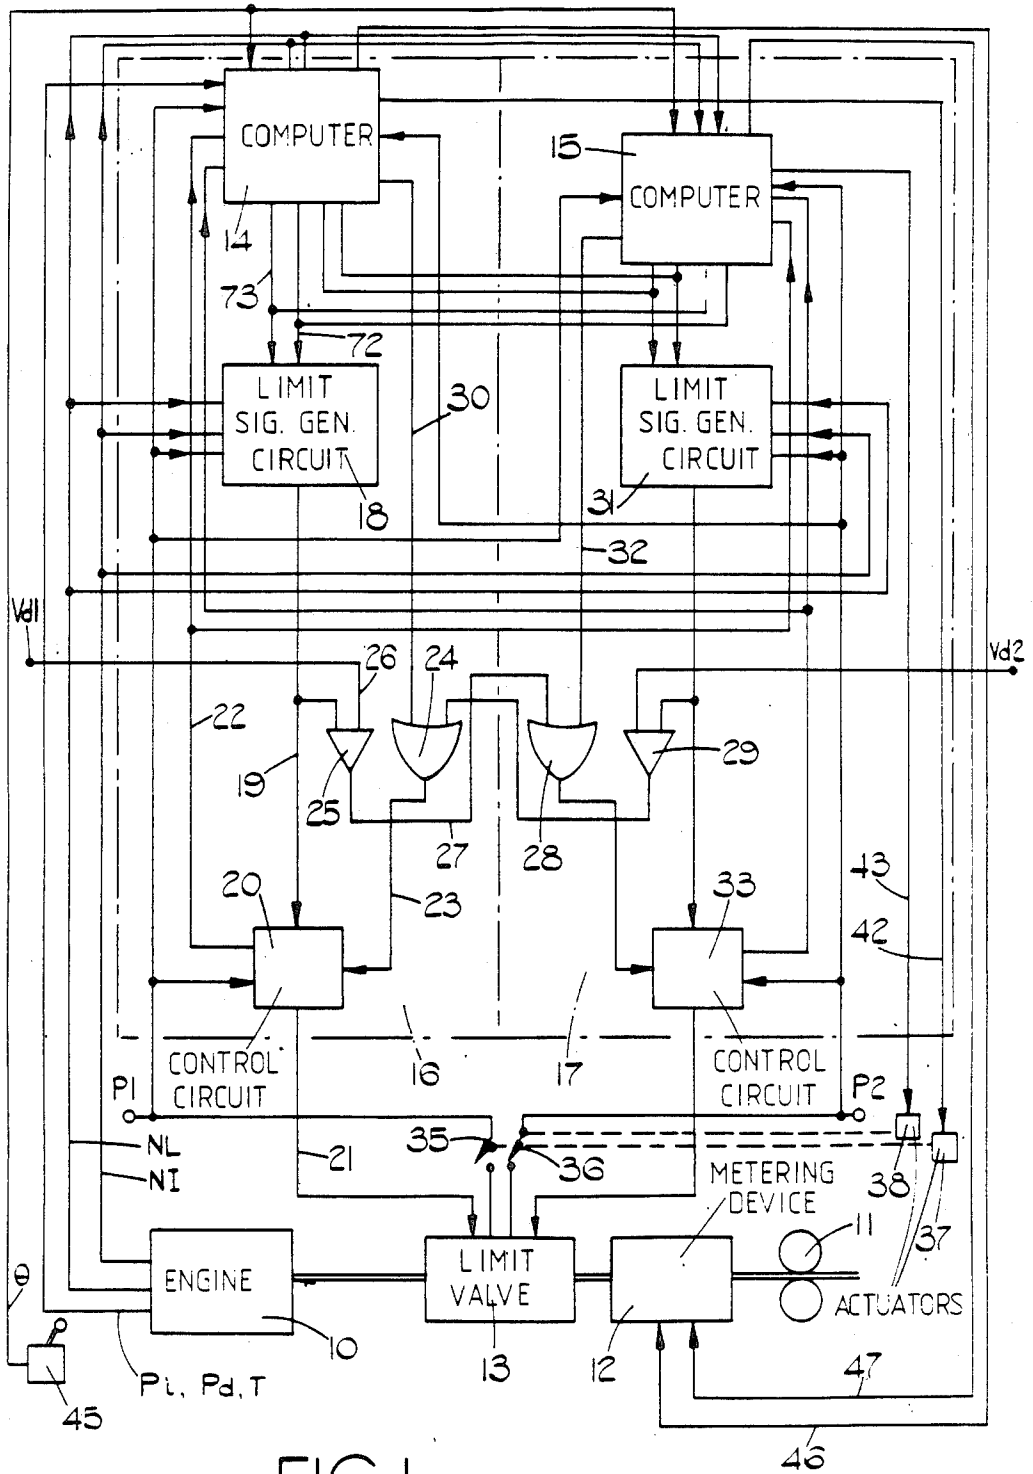 COMPUTER
14
15
COMPUTER
73
72
LIMIT
SIG. GEN.
CIRCUIT
18
30
LIMIT
SIG. GEN.
CIRCUIT
31
32
Vd1
Vd2
26
24
22
19
25
27
28
29
20
23
33
43
42
CONTROL
CIRCUIT
16
17
CONTROL
CIRCUIT
P1
P2
NL
NI
21
35
36
38
37
METERING
DEVICE
11
θ
ENGINE
10
LIMIT
VALVE
13
12
ACTUATORS
45
Pi, Pd, T
47
46
FIG.1.